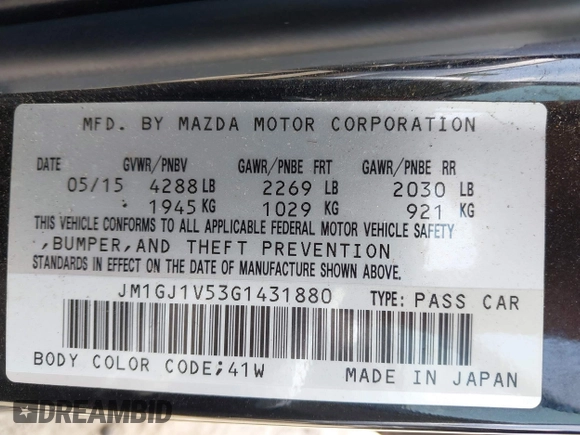 MFD. BY MAZDA MOTOR CORPORATION
DATE GVWR/PNBV GAWR/PNBE FRT GAWR/PNBE RR
05/15 4288 LB 2269 LB 2030 LB
1945 KG 1029 KG 921 KG
THIS VEHICLE CONFORMS TO ALL APPLICABLE FEDERAL MOTOR VEHICLE SAFETY
,BUMPER,AND THEFT PREVENTION
STANDARDS IN EFFECT ON THE DATE OF MANUFACTURE SHOWN ABOVE.
JM1GJ1V53G1431880 TYPE: PASS CAR
BODY COLOR CODE;41W MADE IN JAPAN
DREAMBID